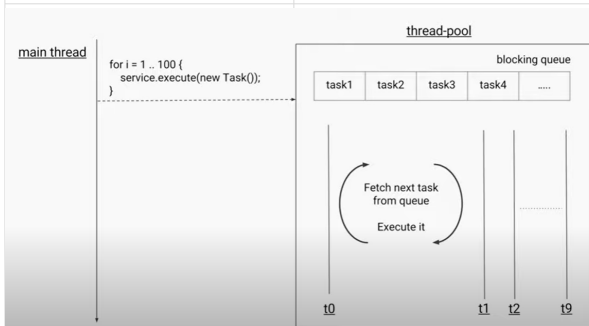 thread-pool
main thread
for i = 1 .. 100 {
service.execute(new Task());
}
blocking queue
task1 task2 task3 task4 .....
Fetch next task
from queue
Execute it
t0 t1 t2 t9